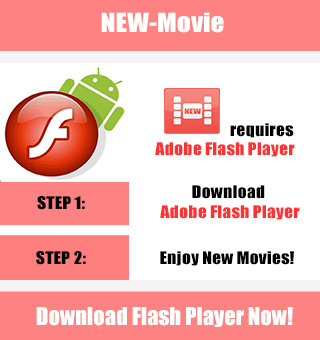 NEW-Movie
NEW
requires
Adobe Flash Player
STEP 1:
Download
Adobe Flash Player
STEP 2:
Enjoy New Movies!
Download Flash Player Now!